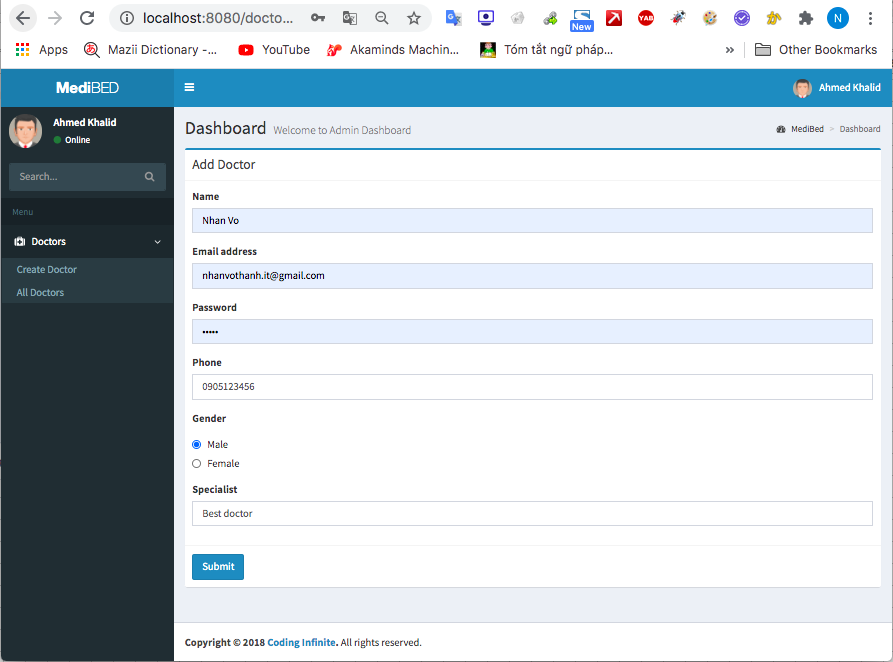 localhost:8080/docto...
New
YAB
か
N
Apps
Mazii Dictionary -...
YouTube
Akaminds Machin...
Tóm tắt ngữ pháp...
»
Other Bookmarks
MediBED
Ahmed Khalid
Ahmed Khalid
Online
Dashboard Welcome to Admin Dashboard
MediBed > Dashboard
Search...
Menu
Doctors
Create Doctor
All Doctors
Add Doctor
Name
Nhan Vo
Email address
nhanvothanh.it@gmail.com
Password
•••••
Phone
0905123456
Gender
Male
Female
Specialist
Best doctor
Submit
Copyright © 2018 Coding Infinite. All rights reserved.